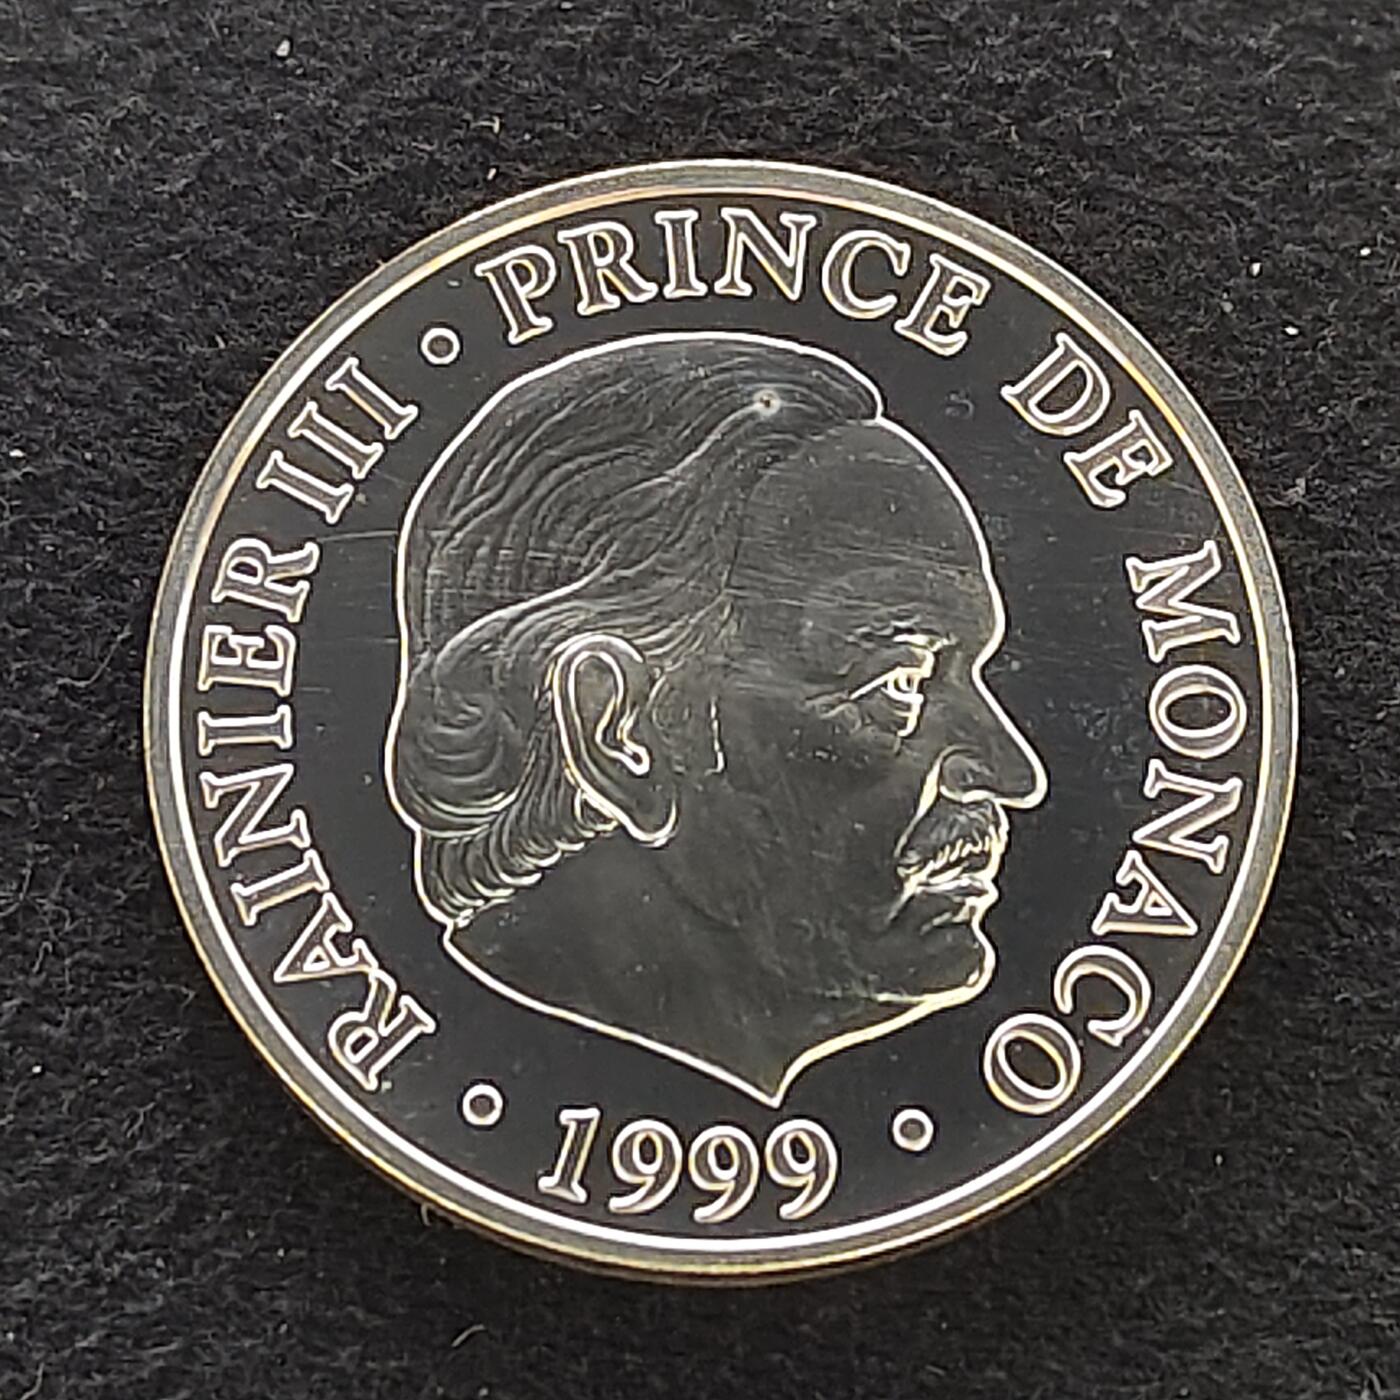 RAINIER III • PRINCE DE MONACO
• 1999 •